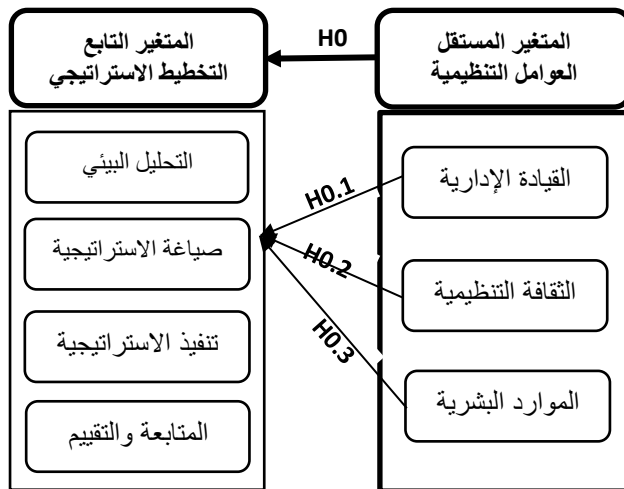 المتغير المستقل
العوامل التنظيمية
H0
المتغير التابع
التخطيط الاستراتيجي
القيادة الإدارية
الثقافة التنظيمية
الموارد البشرية
H0.1
H0.2
H0.3
التحليل البيئي
صياغة الاستراتيجية
تنفيذ الاستراتيجية
المتابعة والتقييم